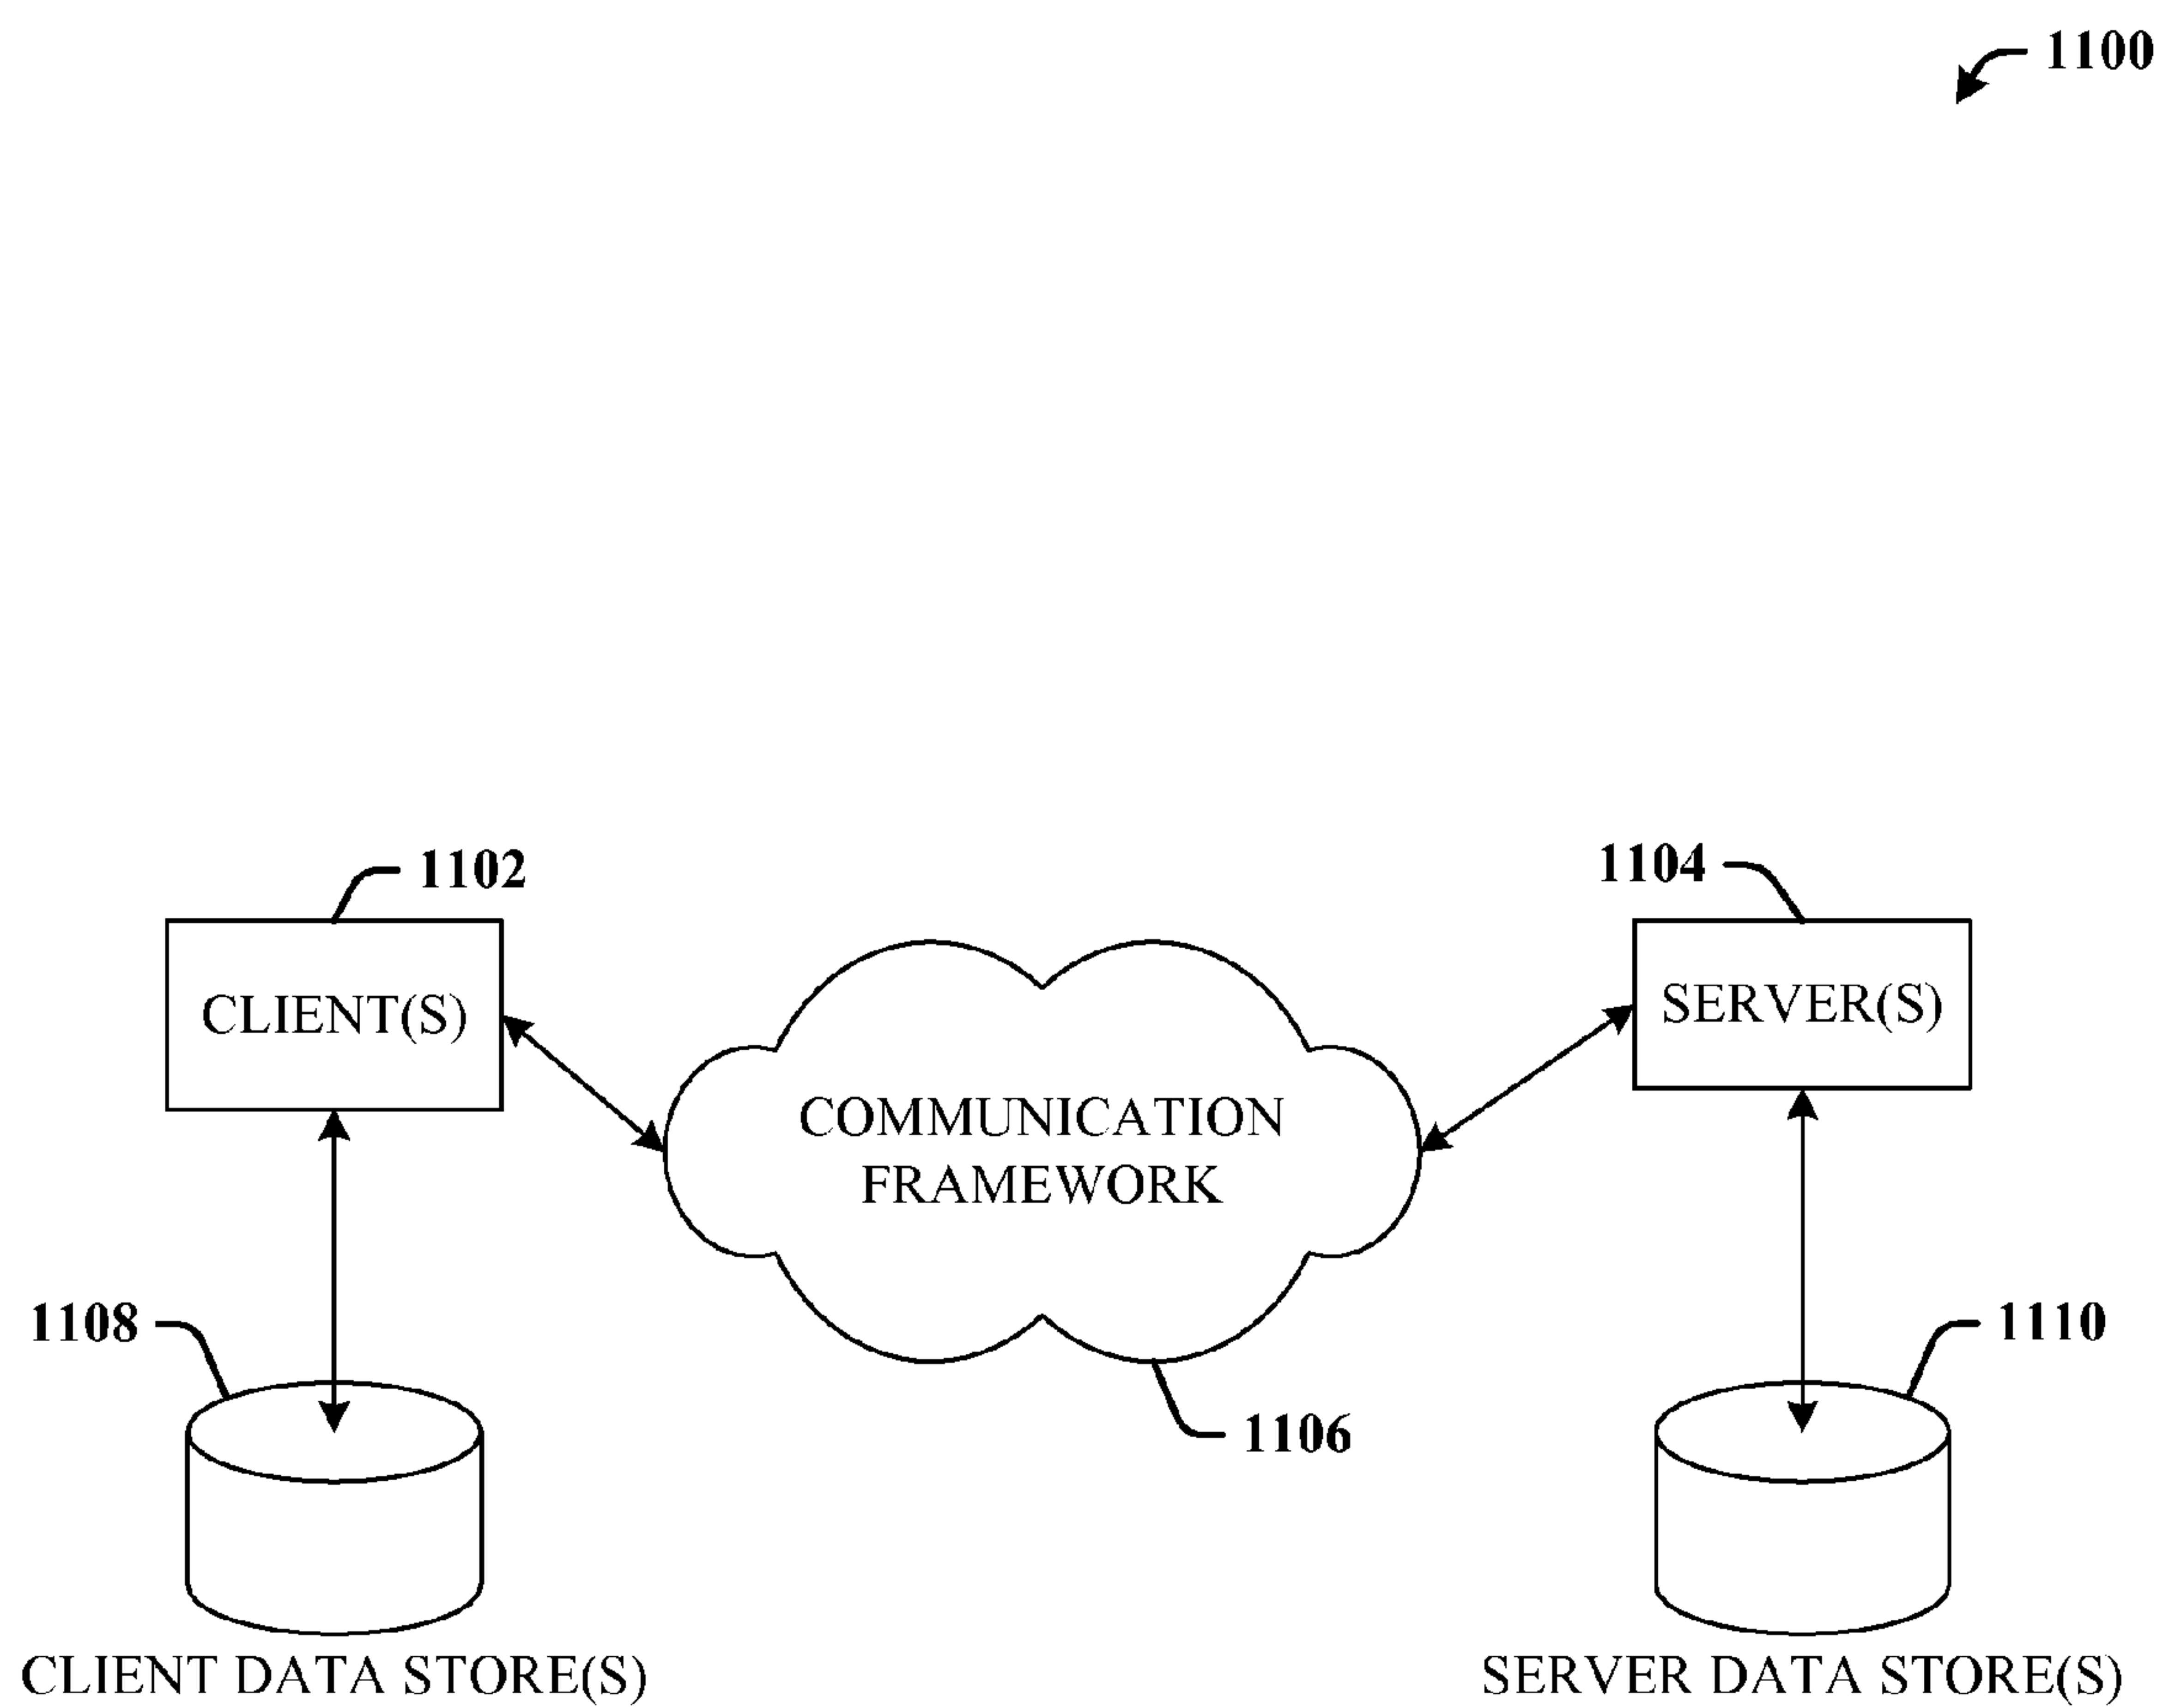 1100
1102
1104
CLIENT(S)
SERVER(S)
COMMUNICATION
FRAMEWORK
1108
1110
1106
CLIENT DATA STORE(S)
SERVER DATA STORE(S)